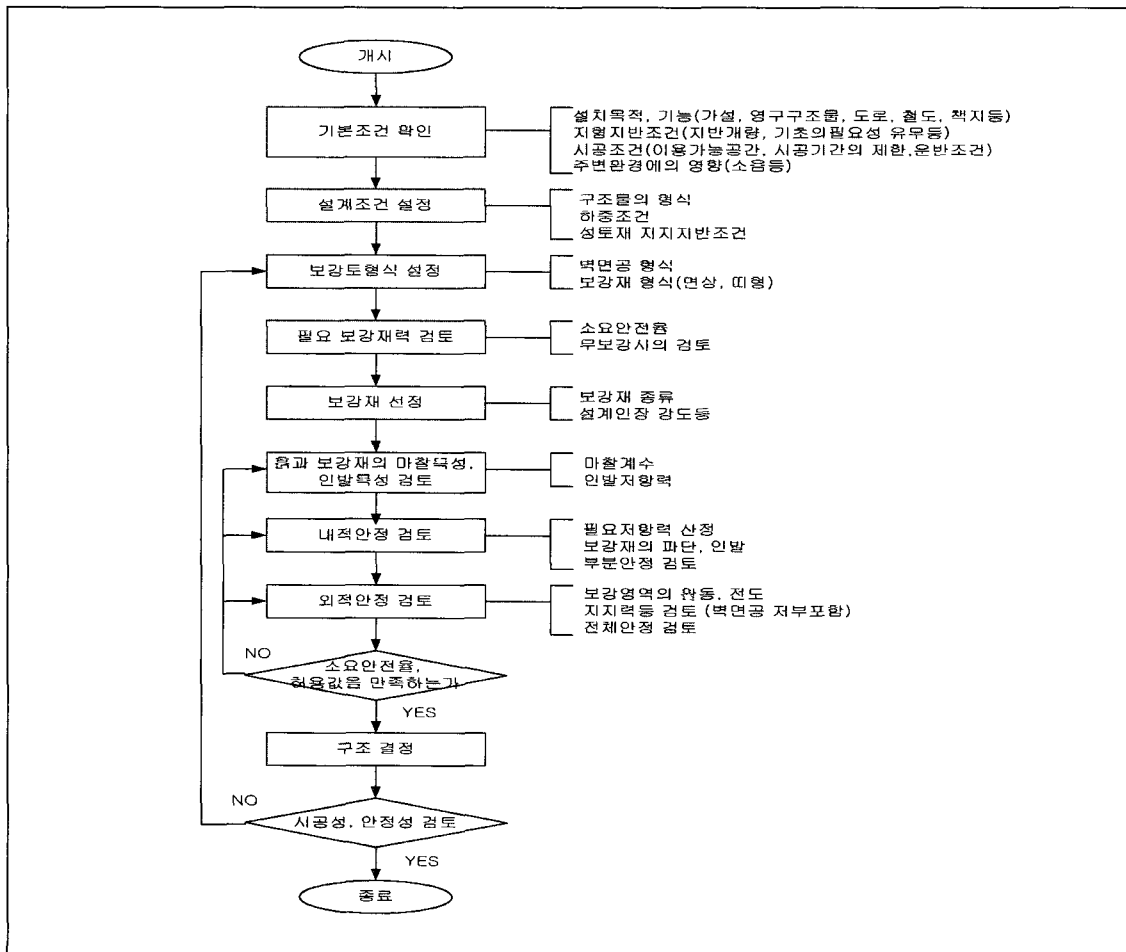 개시
기본조건 확인
설치목적, 기능(가설, 영구구조물, 도로, 철도, 택지등)
지형지반조건(지반개량, 기초의필요성 유무등)
시공조건(이용가능공간, 시공기간의 제한,운반조건)
주변환경에의 영향(소음등)
설계조건 설정
구조물의 형식
하중조건
성토재 지지지반조건
보강토형식 설정
벽면공 형식
보강재 형식(면상, 띠형)
필요 보강재력 검토
소요안전율
무보강사의 검토
보강재 선정
보강재 종류
설계인장 강도등
흙과 보강재의 마찰특성,
인발특성 검토
마찰계수
인발저항력
내적안정 검토
필요저항력 산정
보강재의 파단, 인발
부분안정 검토
외적안정 검토
보강영역의 활동, 전도
지지력등 검토 (벽면공 저부포함)
전체안정 검토
NO
소요안전율,
허용값을 만족하는가
YES
구조 결정
NO
시공성, 안정성 검토
YES
종료